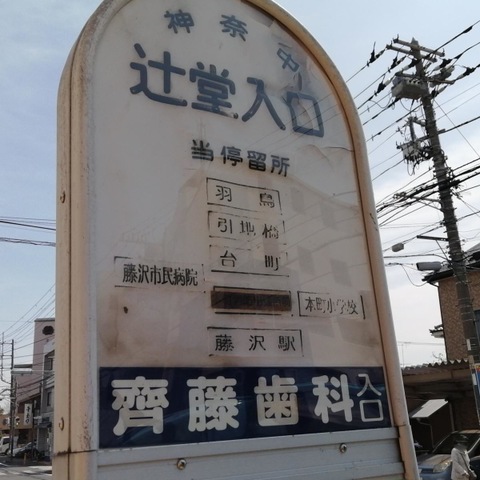 神奈中
辻堂入口
当停留所
羽鳥
引地橋
台町
藤沢市民病院
本町小学校
藤沢駅
齊藤歯科入口